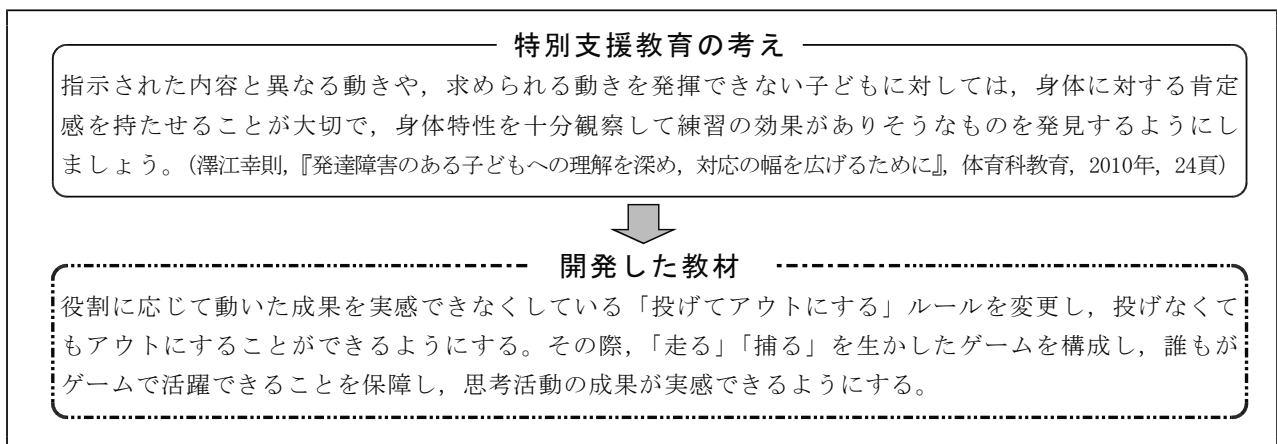 特別支援教育の考え
指示された内容と異なる動きや，求められる動きを発揮できない子どもに対しては，身体に対する肯定
感を持たせることが大切で，身体特性を十分観察して練習の効果がありそうなものを発見するようにし
ましょう。（澤江幸則，『発達障害のある子どもへの理解を深め，対応の幅を広げるために』，体育科教育，2010年，24頁）
開発した教材
役割に応じて動いた成果を実感できなくしている「投げてアウトにする」ルールを変更し，投げなくて
もアウトにすることができるようにする。その際，「走る」「捕る」を生かしたゲームを構成し，誰もが
ゲームで活躍できることを保障し，思考活動の成果が実感できるようにする。